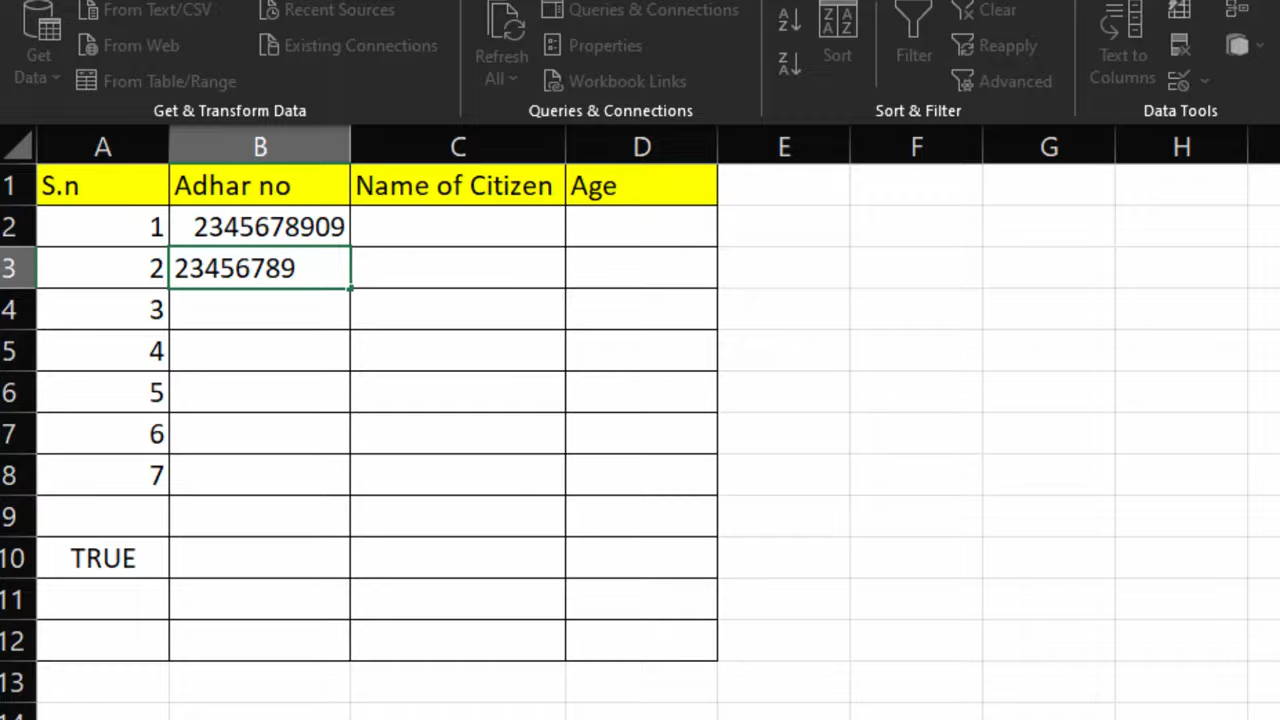 From Table/CSV Recent Sources Queries & Connections Clear
Get Data From Web Existing Connections Refresh All Properties Sort Filter Reapply Text to Columns
From Table/Range Workbook Links Advanced
Get & Transform Data Queries & Connections Sort & Filter Data Tools
A B C D E F G H
1 S.n Adhar no Name of Citizen Age
2 1 2345678909
3 2 23456789
4 3
5 4
6 5
7 6
8 7
9
10 TRUE
11
12
13